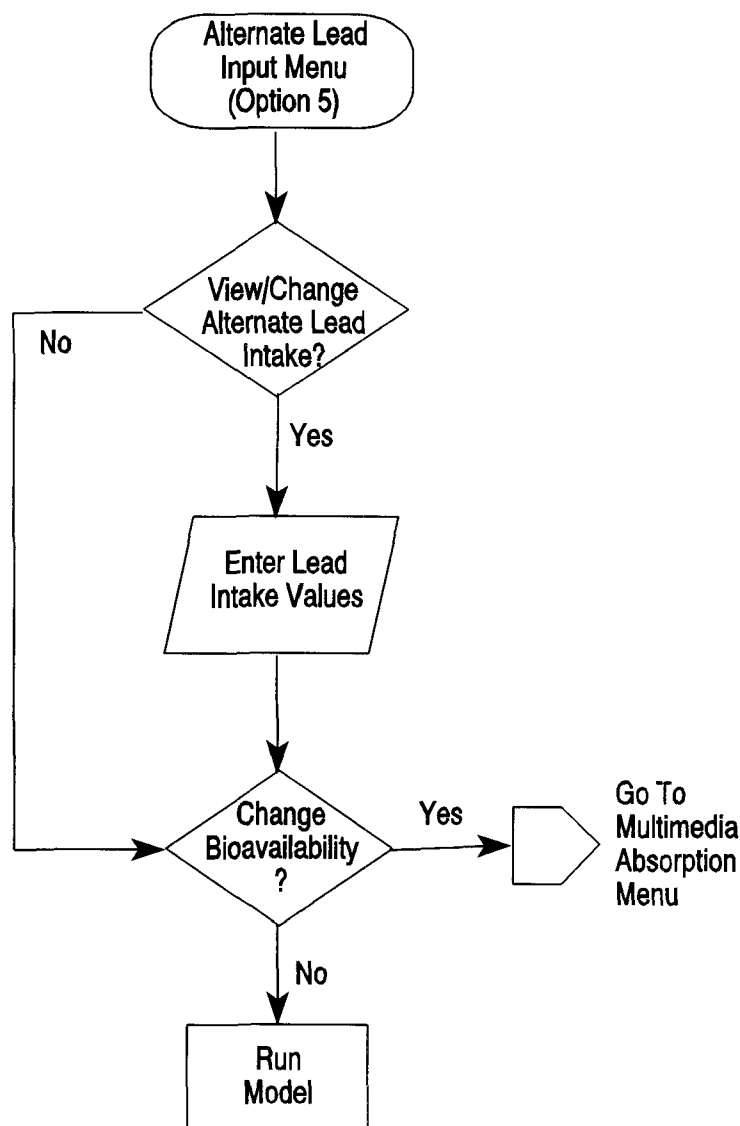 Alternate Lead
Input Menu
(Option 5)
View/Change
Alternate Lead
Intake?
No
Yes
Enter Lead
Intake Values
Change
Bioavailability
?
Yes
Go To
Multimedia
Absorption
Menu
No
Run
Model